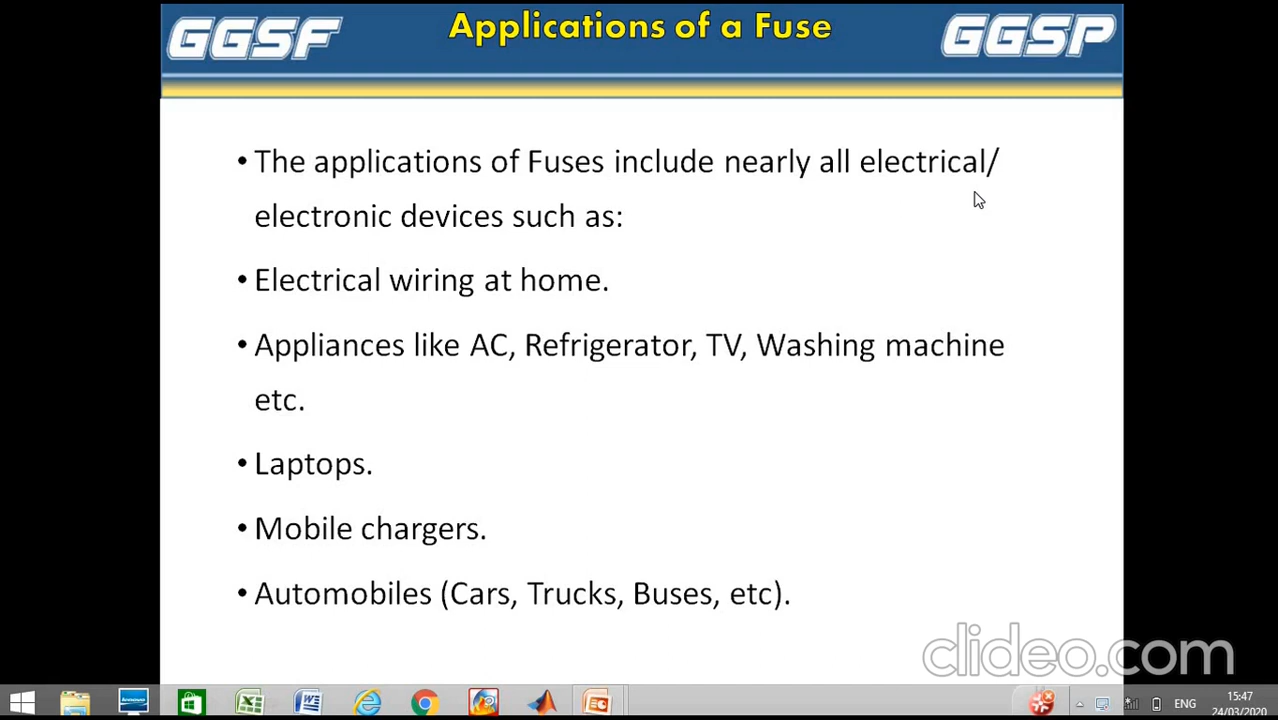 GGSF Applications of a Fuse GGSP
• The applications of Fuses include nearly all electrical/
electronic devices such as:
• Electrical wiring at home.
• Appliances like AC, Refrigerator, TV, Washing machine
etc.
• Laptops.
• Mobile chargers.
• Automobiles (Cars, Trucks, Buses, etc).
clideo.com
ENG 15:47
24/03/2020